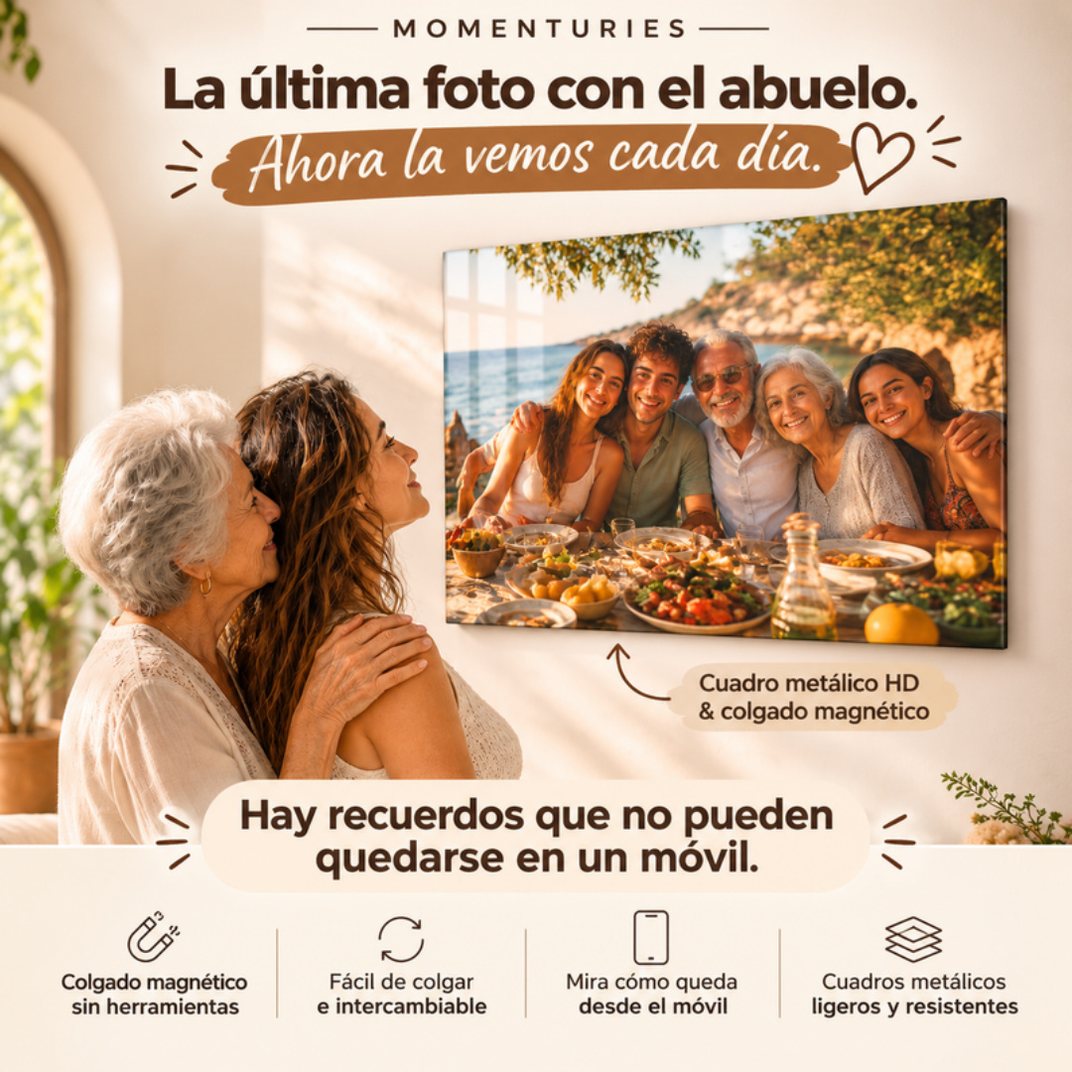 MOMENTURIES
La última foto con el abuelo.
Ahora la vemos cada día.
Cuadro metálico HD
& colgado magnético
Hay recuerdos que no pueden
quedarse en un móvil.
Colgado magnético
sin herramientas
Fácil de colgar
e intercambiable
Mira cómo queda
desde el móvil
Cuadros metálicos
ligeros y resistentes